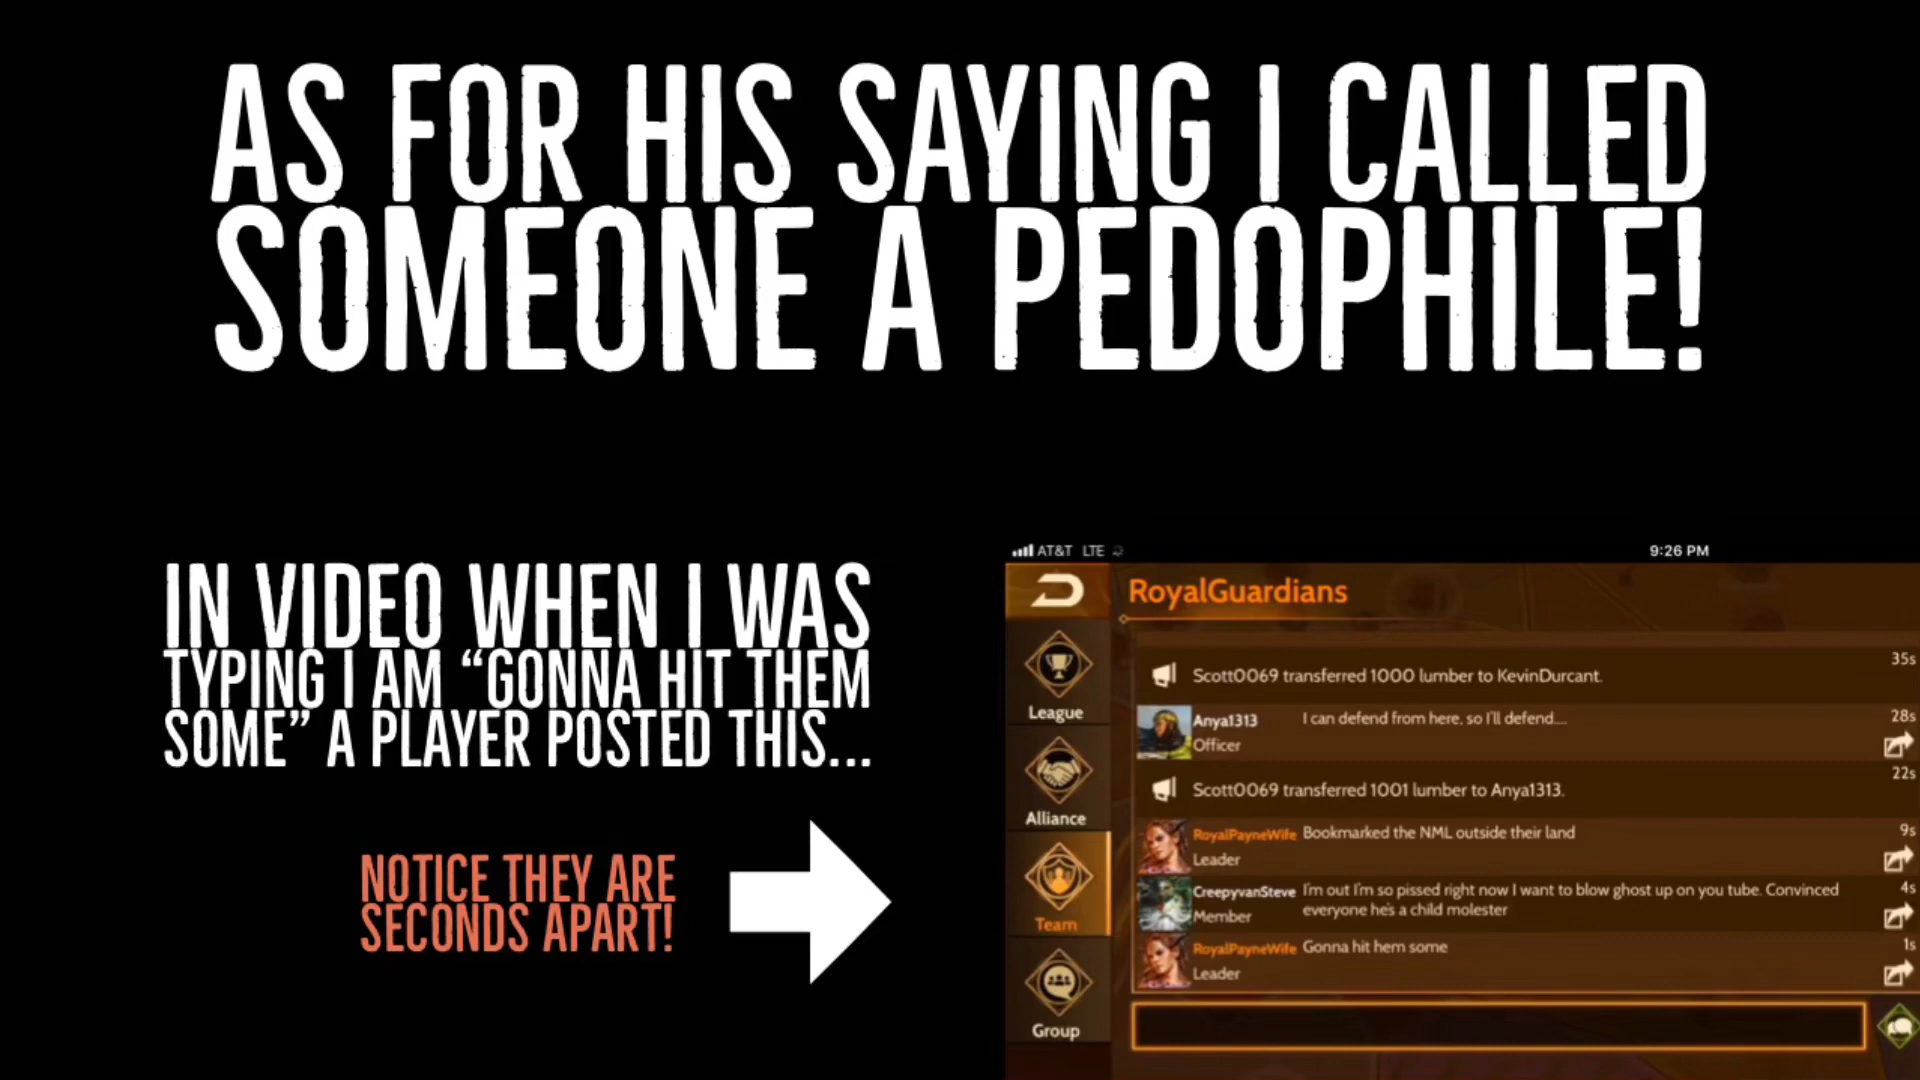 AS FOR HIS SAYING I CALLED
SOMEONE A PEDOPHILE!
IN VIDEO WHEN I WAS
TYPING I AM “GONNA HIT THEM
SOME” A PLAYER POSTED THIS...
NOTICE THEY ARE
SECONDS APART!
AT&T LTE 9:26 PM
RoyalGuardians
League
Alliance
Team
Group
35s
Scott0069 transferred 1000 lumber to KevinDurcant.
Anya1313 I can defend from here, so I'll defend.... 28s
Officer
22s
Scott0069 transferred 1001 lumber to Anya1313.
RoyalPayneWife Bookmarked the NML outside their land 9s
Leader
CreepyvanSteve I'm out I'm so pissed right now I want to blow ghost up on you tube. Convinced 4s
Member everyone he's a child molester
RoyalPayneWife Gonna hit hem some 1s
Leader